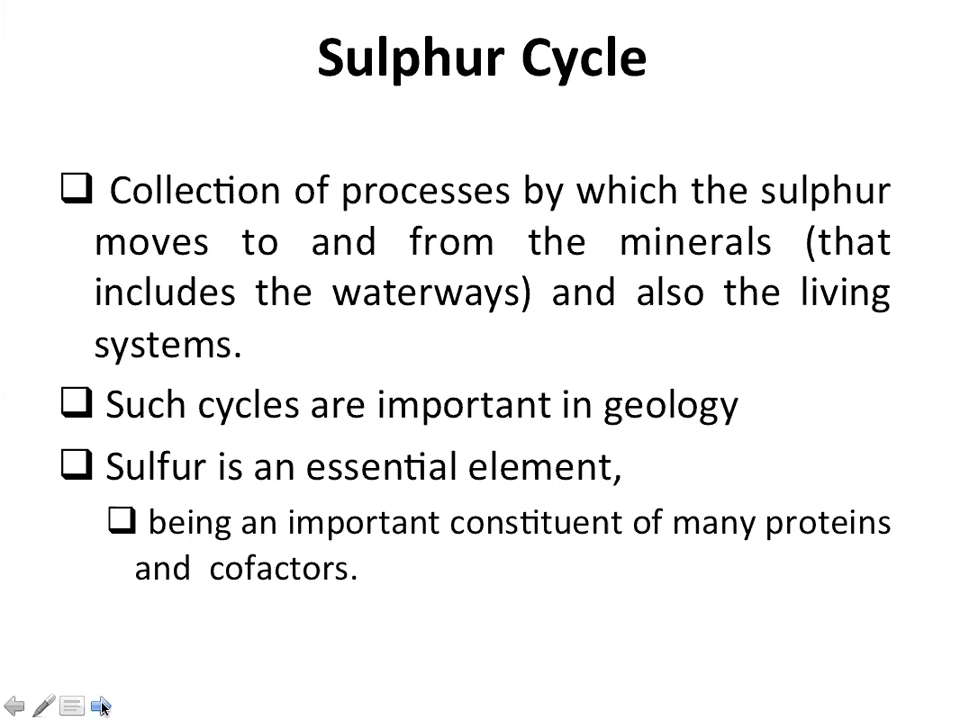 Sulphur Cycle
❑ Collection of processes by which the sulphur
moves to and from the minerals (that
includes the waterways) and also the living
systems.
❑ Such cycles are important in geology
❑ Sulfur is an essential element,
❑ being an important constituent of many proteins
and cofactors.